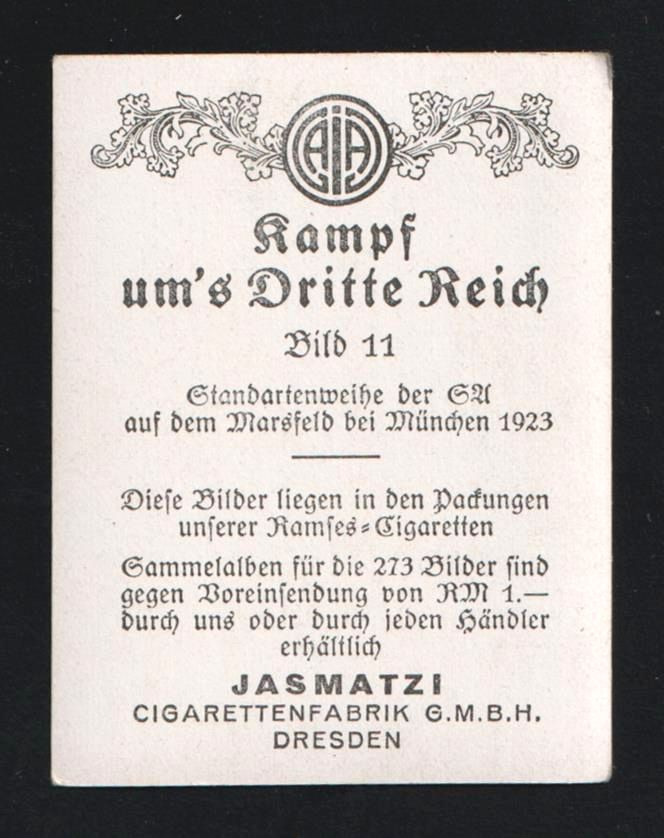 Kampf
um's Dritte Reich
Bild 11
Standartenweihe der SA
auf dem Marsfeld bei München 1923
Diese Bilder liegen in den Packungen
unserer Ramses-Cigaretten
Sammelalben für die 273 Bilder sind
gegen Voreinsendung von RM 1.—
durch uns oder durch jeden Händler
erhältlich
JASMATZI
CIGARETTENFABRIK G.M.B.H.
DRESDEN